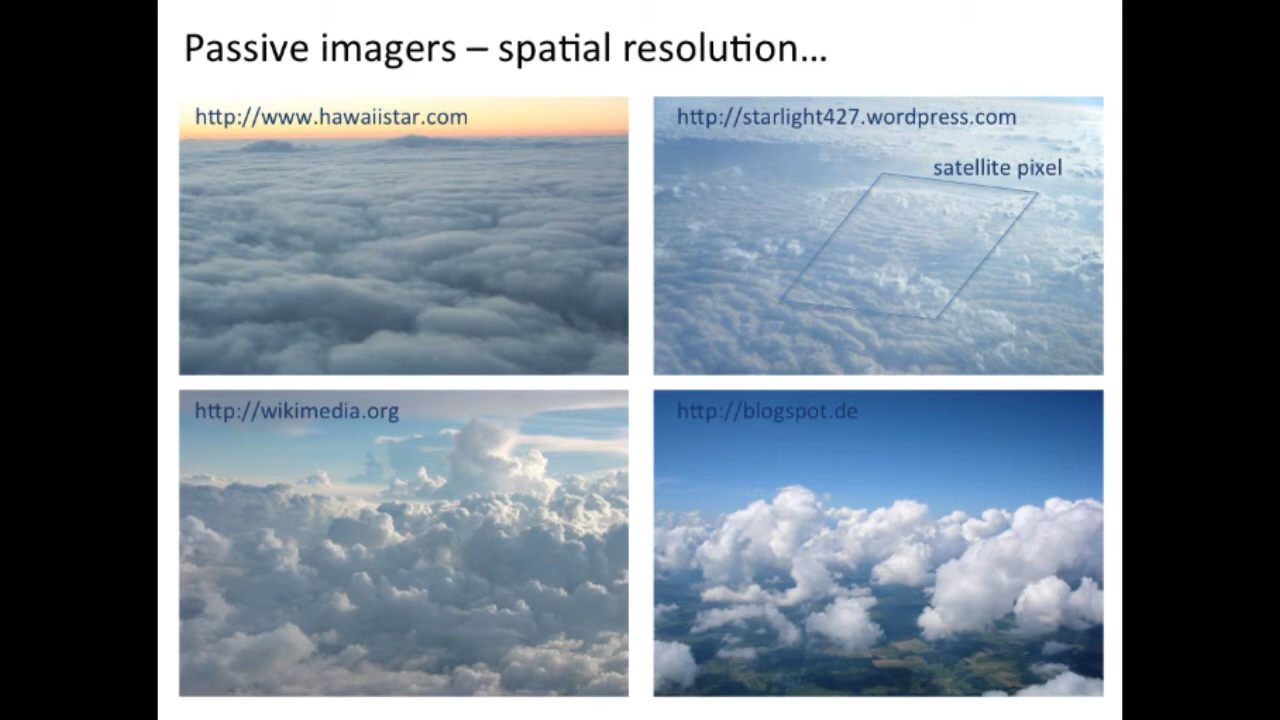 Passive imagers – spatial resolution...
http://www.hawaiistar.com
http://starlight427.wordpress.com
satellite pixel
http://wikimedia.org
http://blogspot.de